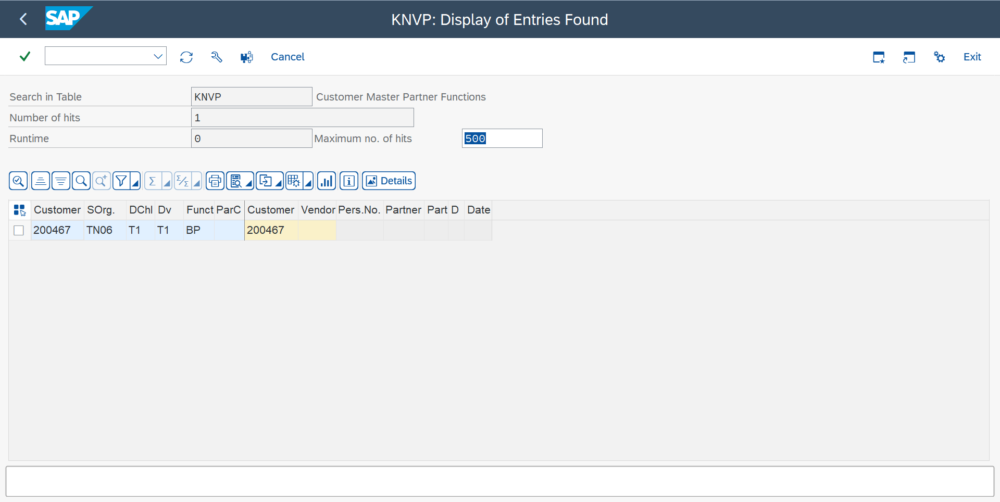 SAP
KNVP: Display of Entries Found
Cancel
Exit
Search in Table KNVP Customer Master Partner Functions
Number of hits 1
Runtime 0 Maximum no. of hits 500
Details
Customer SOrg. DChl Dv Funct ParC Customer Vendor Pers.No. Partner Part D Date
200467 TN06 T1 T1 BP 200467